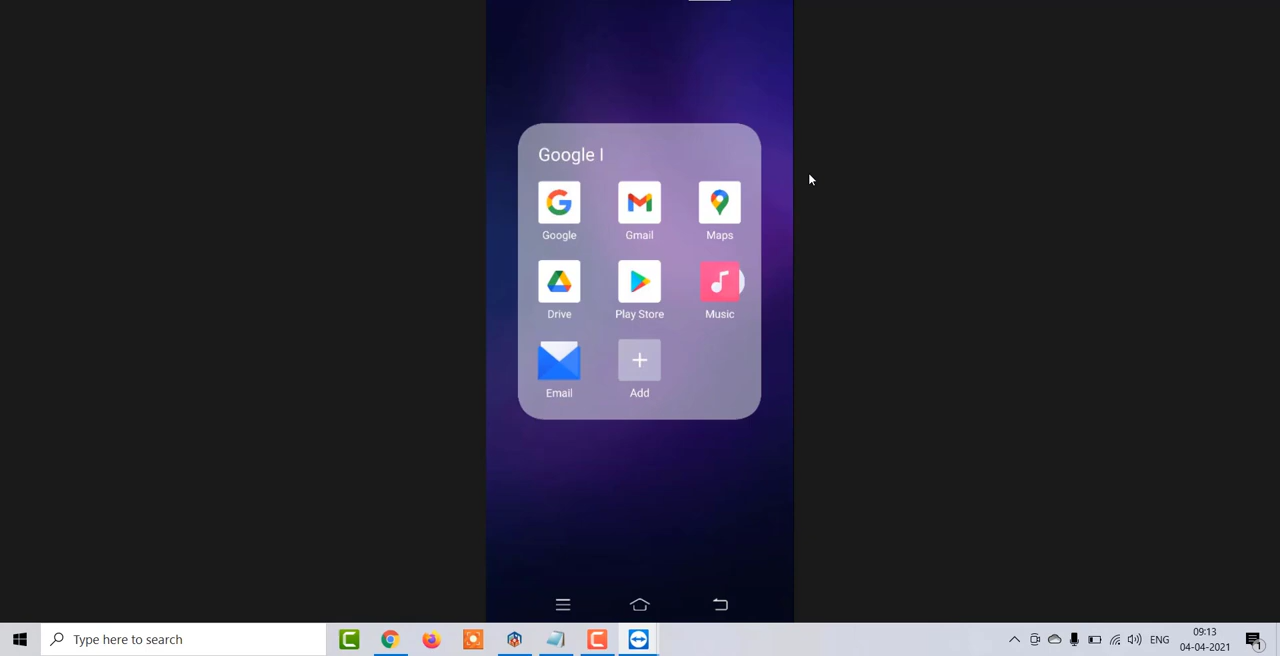 Google I
Google
Gmail
Maps
Drive
Play Store
Music
Email
Add
Type here to search
ENG
09:13
04-04-2021
1